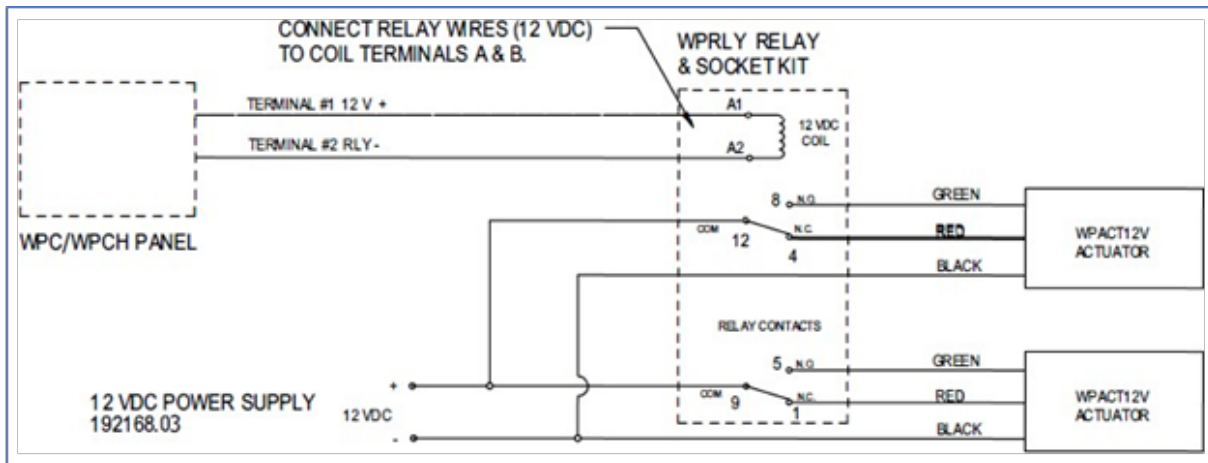 CONNECT RELAY WIRES (12 VDC)
TO COIL TERMINALS A & B.
WPRLY RELAY
& SOCKET KIT
TERMINAL #1 12 V +
A1
12 VDC
COIL
TERMINAL #2 RLY -
A2
WPC/WPCH PANEL
8 N.O.
GREEN
COM
12
N.C.
4
RED
BLACK
WPACT12V
ACTUATOR
RELAY CONTACTS
5 N.O
GREEN
12 VDC POWER SUPPLY
192168.03
+
12 VDC
-
COM
9
N.C.
1
RED
BLACK
WPACT12V
ACTUATOR